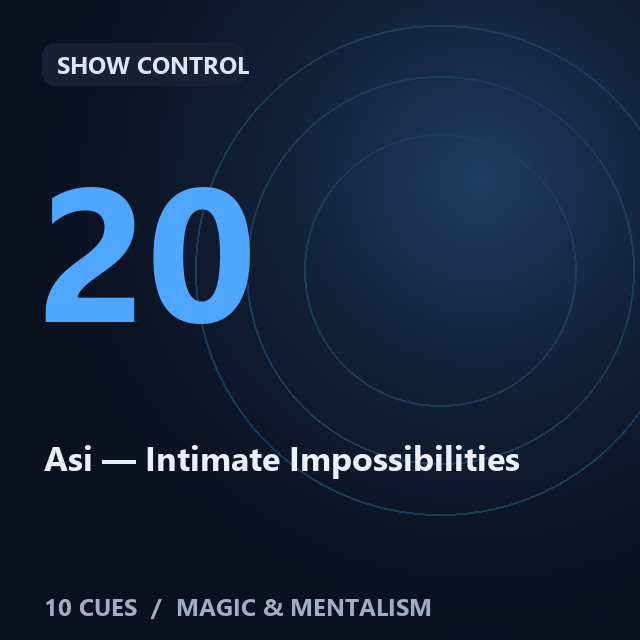 SHOW CONTROL
20
Asi — Intimate Impossibilities
10 CUES / MAGIC & MENTALISM